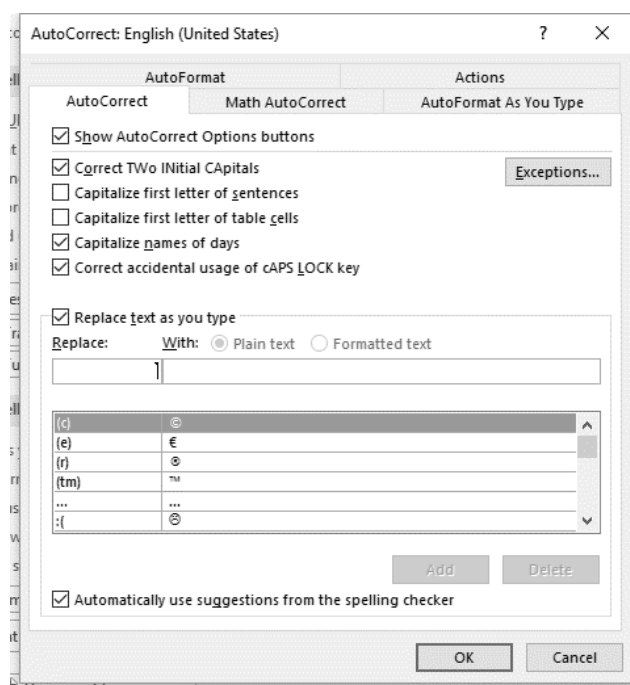 AutoCorrect: English (United States)
AutoFormat Actions
AutoCorrect Math AutoCorrect AutoFormat As You Type
Show AutoCorrect Options buttons
Correct TWo INitial CApitals Exceptions...
Capitalize first letter of sentences
Capitalize first letter of table cells
Capitalize names of days
Correct accidental usage of cAPS LOCK key
Replace text as you type
Replace: With: Plain text Formatted text
(c) ©
(e) €
(r) ®
(tm) ™
... ...
:( ☹
Add Delete
Automatically use suggestions from the spelling checker
OK Cancel